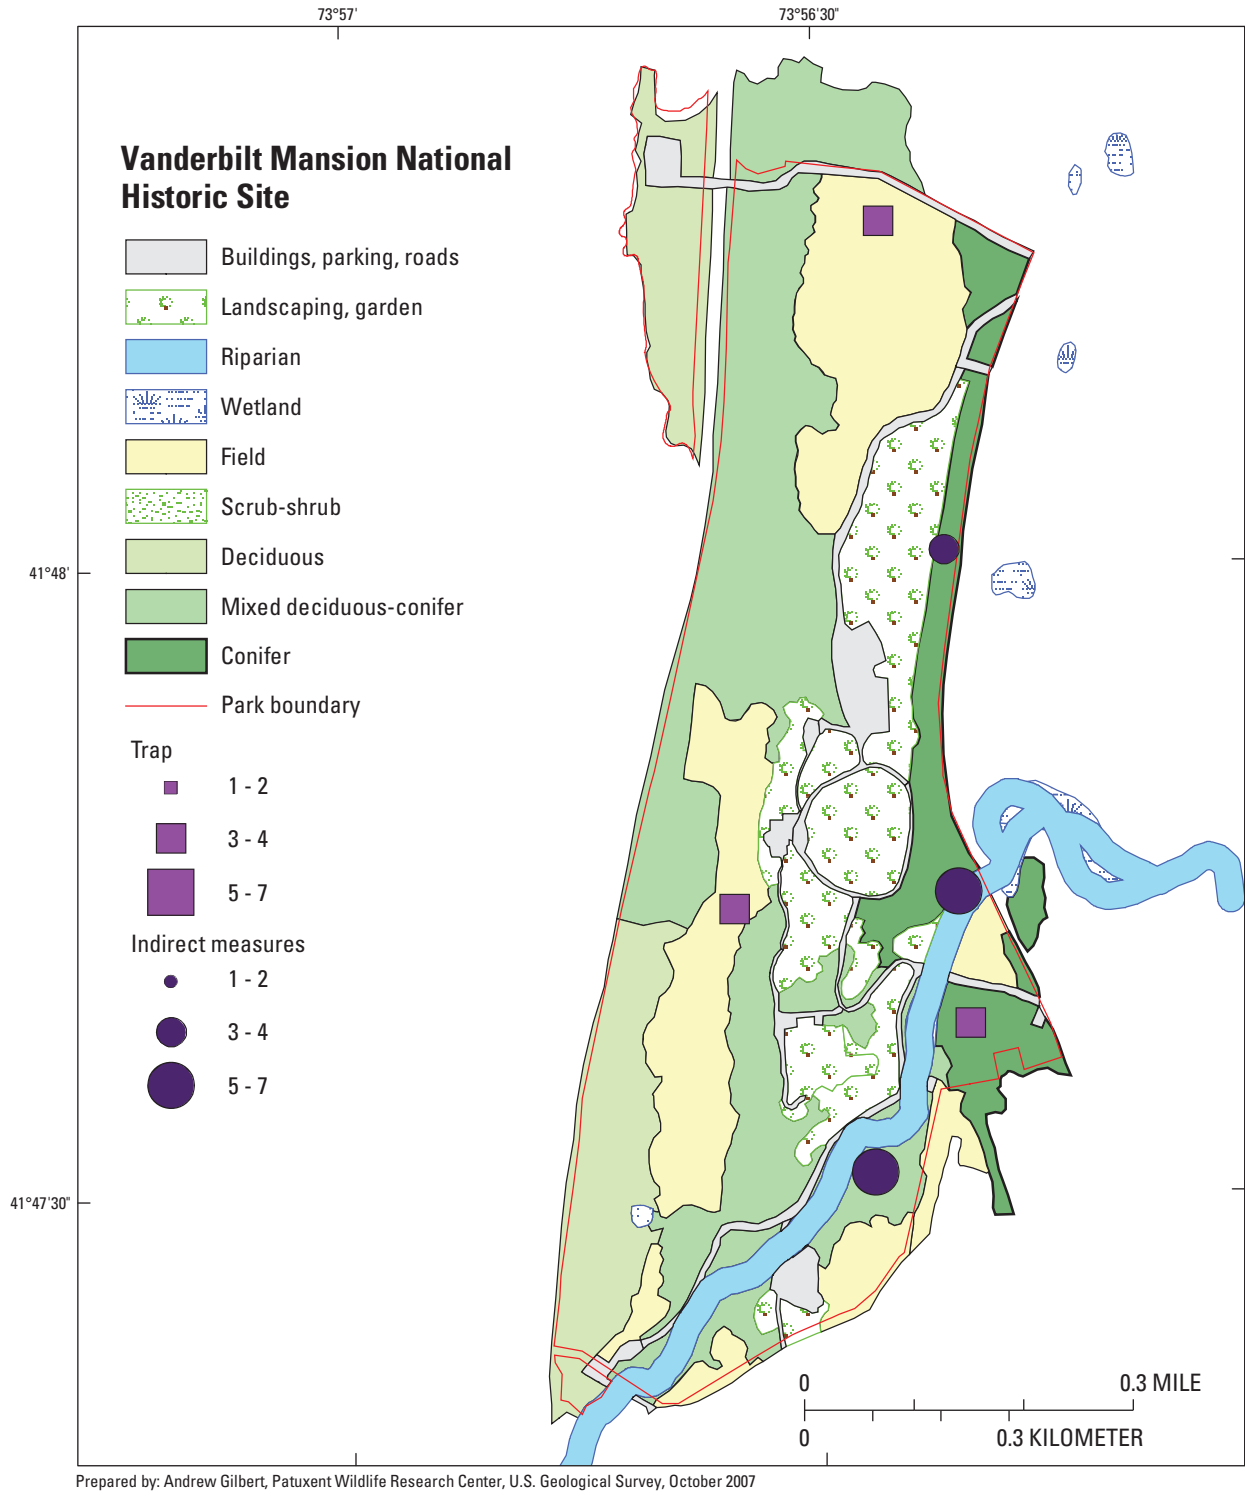 73°57'
73°56'30"
Vanderbilt Mansion National
Historic Site
Buildings, parking, roads
Landscaping, garden
Riparian
Wetland
Field
Scrub-shrub
Deciduous
Mixed deciduous-conifer
Conifer
Park boundary
Trap
1 - 2
3 - 4
5 - 7
Indirect measures
1 - 2
3 - 4
5 - 7
41°48'
41°47'30"
0 0.3 MILE
0 0.3 KILOMETER
Prepared by: Andrew Gilbert, Patuxent Wildlife Research Center, U.S. Geological Survey, October 2007